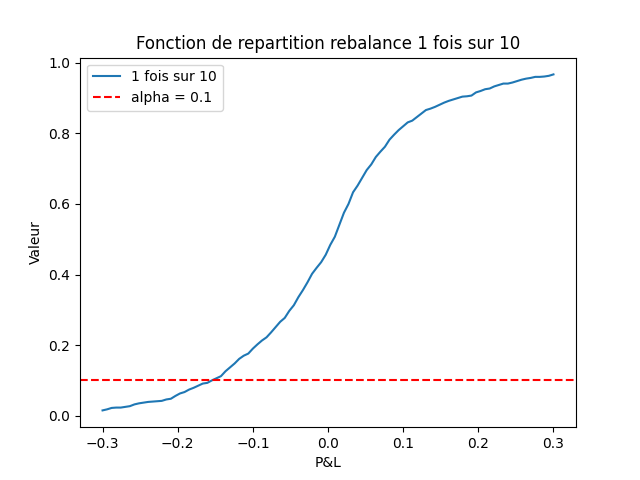 Fonction de repartition rebalance 1 fois sur 10
1 fois sur 10
alpha = 0.1
Valeur
1.0
0.8
0.6
0.4
0.2
0.0
−0.3 −0.2 −0.1 0.0 0.1 0.2 0.3
P&L